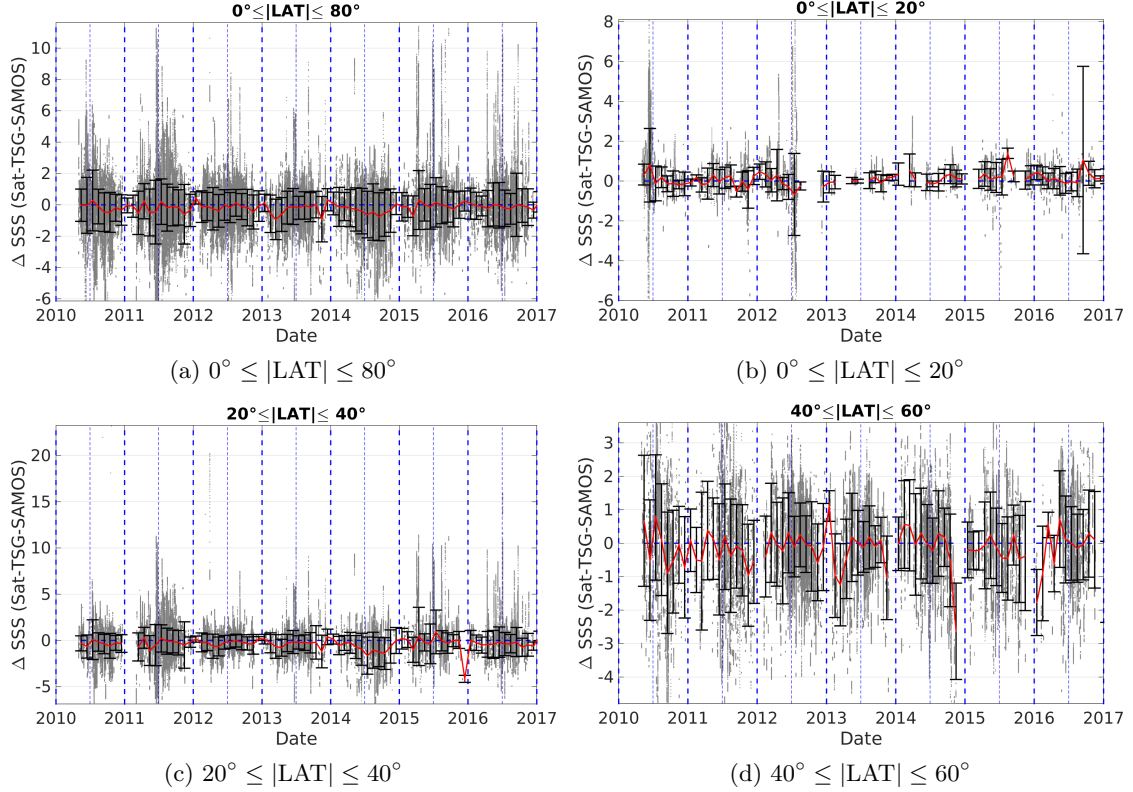 0°≤|LAT|≤ 80°
Δ SSS (Sat-TSG-SAMOS)
10
8
6
4
2
0
-2
-4
-6
2010 2011 2012 2013 2014 2015 2016 2017
Date
(a) 0° ≤ |LAT| ≤ 80°
0°≤|LAT|≤ 20°
Δ SSS (Sat-TSG-SAMOS)
8
6
4
2
0
-2
-4
6
2010 2011 2012 2013 2014 2015 2016 2017
Date
(b) 0° ≤ |LAT| ≤ 20°
20°≤|LAT|≤ 40°
Δ SSS (Sat-TSG-SAMOS)
20
15
10
5
0
-5
2010 2011 2012 2013 2014 2015 2016 2017
Date
(c) 20° ≤ |LAT| ≤ 40°
40°≤|LAT|≤ 60°
Δ SSS (Sat-TSG-SAMOS)
3
2
1
0
-1
-2
-3
-4
2010 2011 2012 2013 2014 2015 2016 2017
Date
(d) 40° ≤ |LAT| ≤ 60°